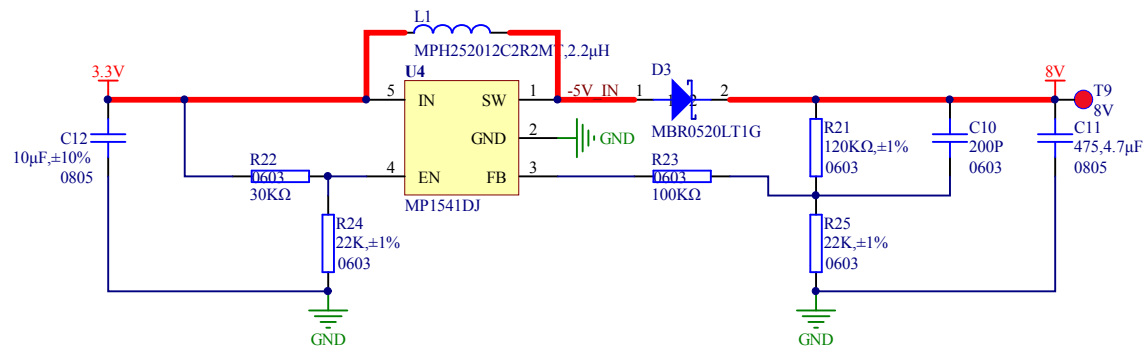 L1
MPH252012C2R2MT,2.2μH
3.3V
U4
5
IN
SW
1
-5V_IN
D3
1
2
MBR0520LT1G
8V
T9
8V
C12
10μF,±10%
0805
GND
2
GND
R21
120KΩ,±1%
0603
C10
200P
0603
C11
475,4.7μF
0805
R22
0603
30KΩ
4
EN
FB
3
MP1541DJ
R23
0603
100KΩ
R24
22K,±1%
0603
R25
22K,±1%
0603
GND
GND